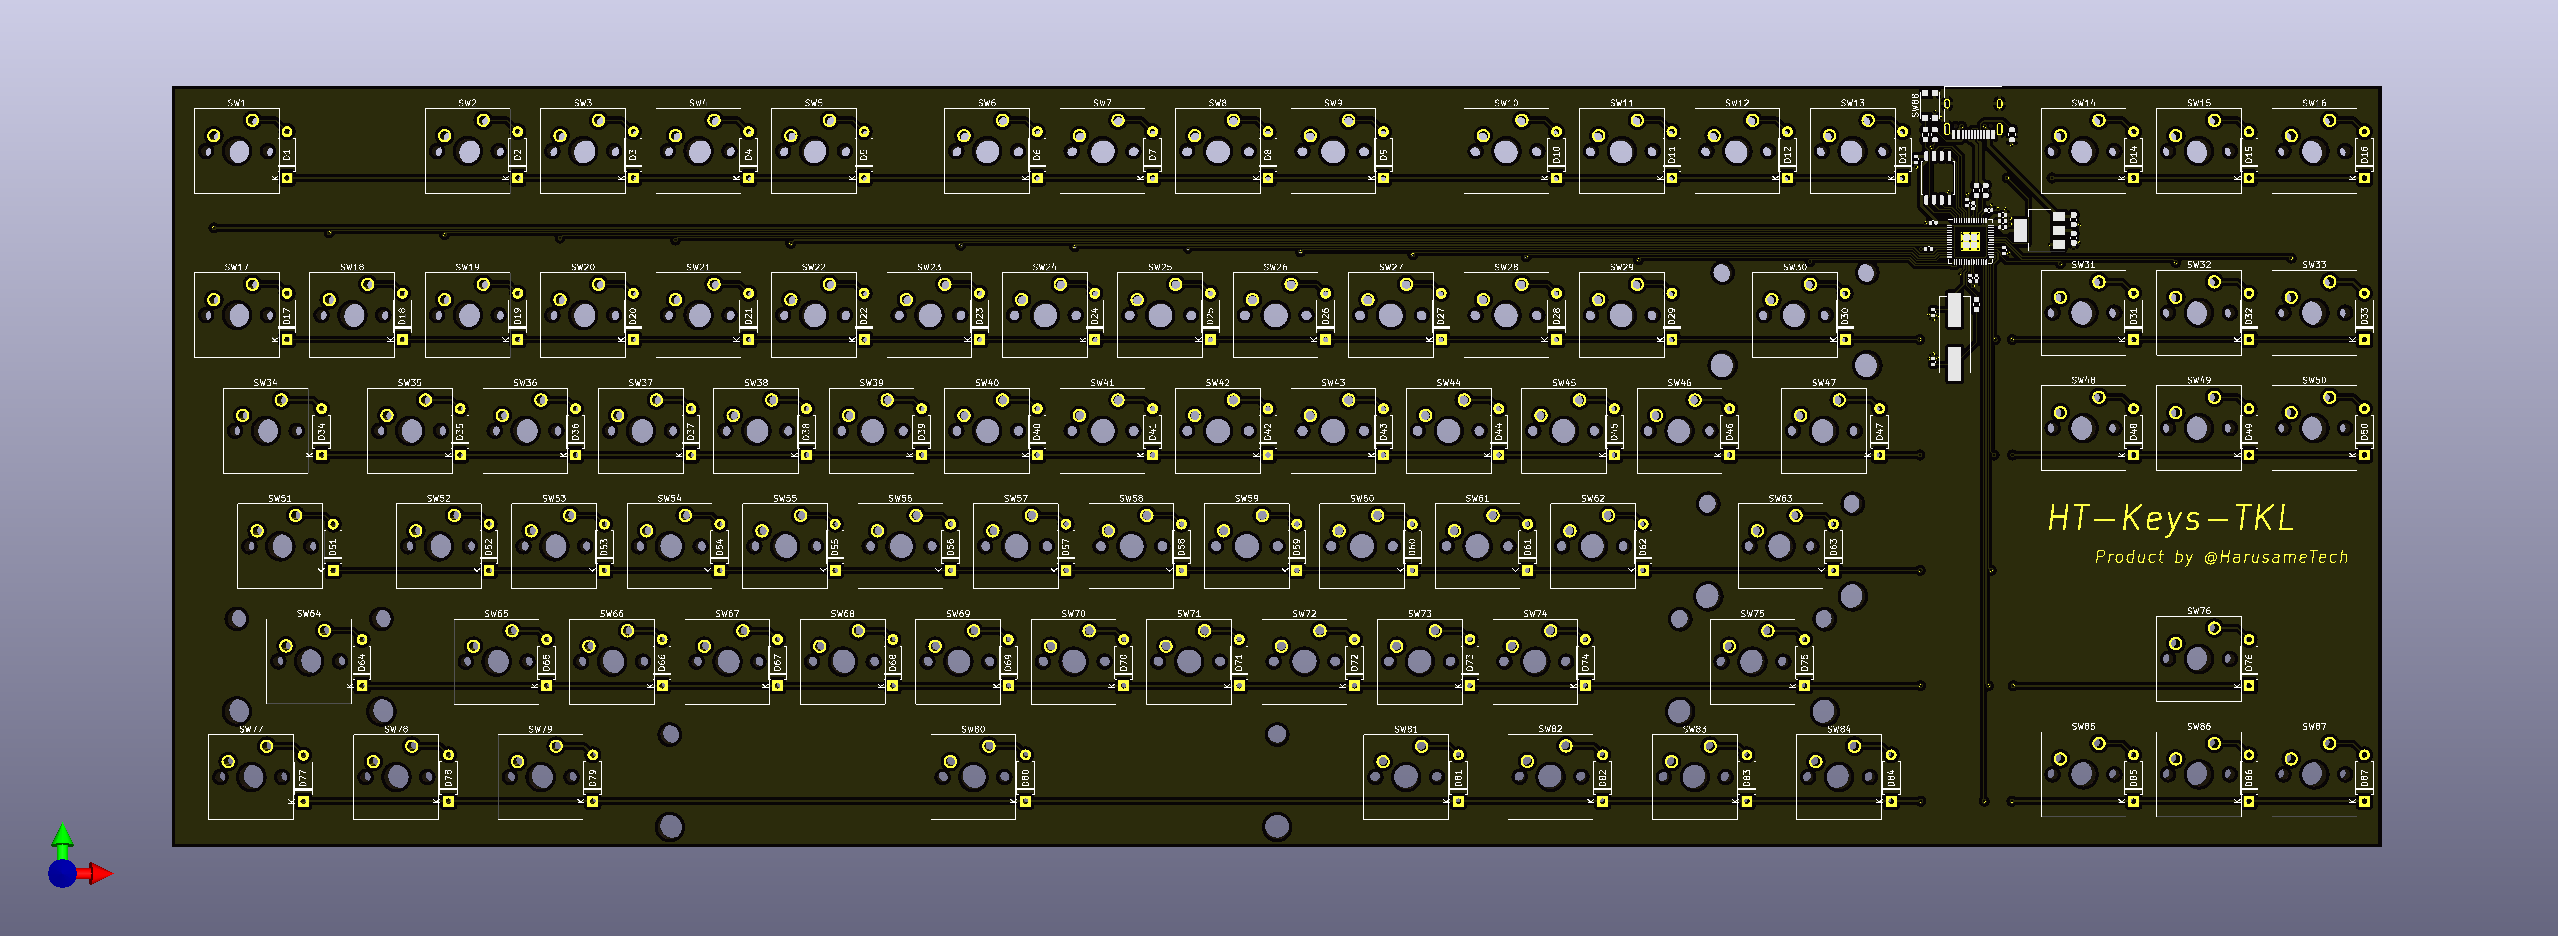 SW1 SW2 SW3 SW4 SW5 SW6 SW7 SW8 SW9 SW10 SW11 SW12 SW13 SW88 SW14 SW15 SW16
D1 D2 D3 D4 D5 D6 D7 D8 D5 D10 D11 D12 D13 D14 D15 D16
K K K K K K K K K K K K K K K K
SW17 SW18 SW19 SW20 SW21 SW22 SW23 SW24 SW25 SW26 SW27 SW28 SW29 SW30 SW31 SW32 SW33
D17 D18 D19 D20 D21 D22 D23 D24 D25 D26 D27 D28 D29 D30 D31 D32 D33
K K K K K K K K K K K K K K K K K
SW34 SW35 SW36 SW37 SW38 SW39 SW40 SW41 SW42 SW43 SW44 SW45 SW46 SW47 SW48 SW49 SW50
D34 D35 D36 D37 D38 D39 D40 D41 D42 D43 D44 D45 D46 D47 D48 D49 D50
K K K K K K K K K K K K K K K K K
SW51 SW52 SW53 SW54 SW55 SW56 SW57 SW58 SW59 SW60 SW61 SW62 SW63
HT-Keys-TKL
D51 D52 D53 D54 D55 D56 D57 D58 D59 D60 D61 D62 D63
Product by @HarusameTech
SW64 SW65 SW66 SW67 SW68 SW69 SW70 SW71 SW72 SW73 SW74 SW75 SW76
D64 D65 D66 D67 D68 D69 D70 D71 D72 D73 D74 D75 D76
K K K K K K K K K K K K K
SW77 SW78 SW79 SW80 SW81 SW82 SW83 SW84 SW85 SW86 SW87
D77 D78 D79 D80 D81 D82 D83 D84 D85 D86 D87
K K K K K K K K K K K